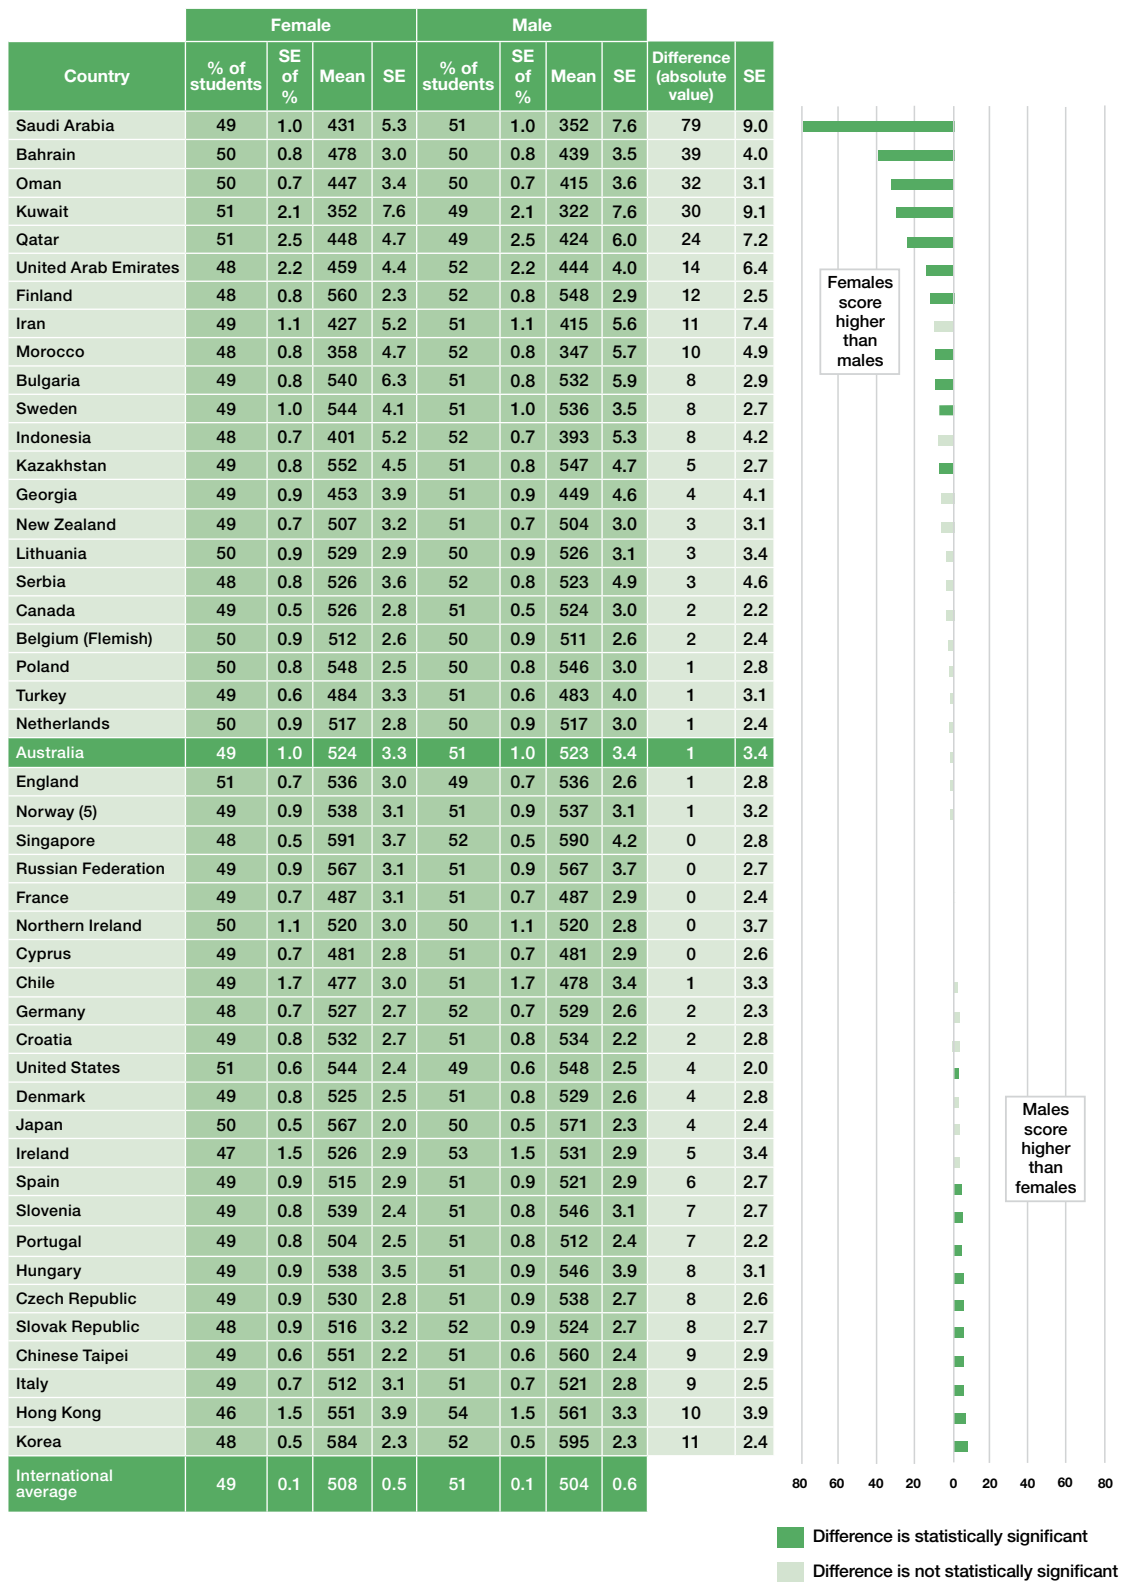 Female Male
Country % of students SE of % Mean SE % of students SE of % Mean SE Difference (absolute value) SE
Saudi Arabia 49 1.0 431 5.3 51 1.0 352 7.6 79 9.0
Bahrain 50 0.8 478 3.0 50 0.8 439 3.5 39 4.0
Oman 50 0.7 447 3.4 50 0.7 415 3.6 32 3.1
Kuwait 51 2.1 352 7.6 49 2.1 322 7.6 30 9.1
Qatar 51 2.5 448 4.7 49 2.5 424 6.0 24 7.2
United Arab Emirates 48 2.2 459 4.4 52 2.2 444 4.0 14 6.4
Finland 48 0.8 560 2.3 52 0.8 548 2.9 12 2.5
Iran 49 1.1 427 5.2 51 1.1 415 5.6 11 7.4
Morocco 48 0.8 358 4.7 52 0.8 347 5.7 10 4.9
Bulgaria 49 0.8 540 6.3 51 0.8 532 5.9 8 2.9
Sweden 49 1.0 544 4.1 51 1.0 536 3.5 8 2.7
Indonesia 48 0.7 401 5.2 52 0.7 393 5.3 8 4.2
Kazakhstan 49 0.8 552 4.5 51 0.8 547 4.7 5 2.7
Georgia 49 0.9 453 3.9 51 0.9 449 4.6 4 4.1
New Zealand 49 0.7 507 3.2 51 0.7 504 3.0 3 3.1
Lithuania 50 0.9 529 2.9 50 0.9 526 3.1 3 3.4
Serbia 48 0.8 526 3.6 52 0.8 523 4.9 3 4.6
Canada 49 0.5 526 2.8 51 0.5 524 3.0 2 2.2
Belgium (Flemish) 50 0.9 512 2.6 50 0.9 511 2.6 2 2.4
Poland 50 0.8 548 2.5 50 0.8 546 3.0 1 2.8
Turkey 49 0.6 484 3.3 51 0.6 483 4.0 1 3.1
Netherlands 50 0.9 517 2.8 50 0.9 517 3.0 1 2.4
Australia 49 1.0 524 3.3 51 1.0 523 3.4 1 3.4
England 51 0.7 536 3.0 49 0.7 536 2.6 1 2.8
Norway (5) 49 0.9 538 3.1 51 0.9 537 3.1 1 3.2
Singapore 48 0.5 591 3.7 52 0.5 590 4.2 0 2.8
Russian Federation 49 0.9 567 3.1 51 0.9 567 3.7 0 2.7
France 49 0.7 487 3.1 51 0.7 487 2.9 0 2.4
Northern Ireland 50 1.1 520 3.0 50 1.1 520 2.8 0 3.7
Cyprus 49 0.7 481 2.8 51 0.7 481 2.9 0 2.6
Chile 49 1.7 477 3.0 51 1.7 478 3.4 1 3.3
Germany 48 0.7 527 2.7 52 0.7 529 2.6 2 2.3
Croatia 49 0.8 532 2.7 51 0.8 534 2.2 2 2.8
United States 51 0.6 544 2.4 49 0.6 548 2.5 4 2.0
Denmark 49 0.8 525 2.5 51 0.8 529 2.6 4 2.8
Japan 50 0.5 567 2.0 50 0.5 571 2.3 4 2.4
Ireland 47 1.5 526 2.9 53 1.5 531 2.9 5 3.4
Spain 49 0.9 515 2.9 51 0.9 521 2.9 6 2.7
Slovenia 49 0.8 539 2.4 51 0.8 546 3.1 7 2.7
Portugal 49 0.8 504 2.5 51 0.8 512 2.4 7 2.2
Hungary 49 0.9 538 3.5 51 0.9 546 3.9 8 3.1
Czech Republic 49 0.9 530 2.8 51 0.9 538 2.7 8 2.6
Slovak Republic 48 0.9 516 3.2 52 0.9 524 2.7 8 2.7
Chinese Taipei 49 0.6 551 2.2 51 0.6 560 2.4 9 2.9
Italy 49 0.7 512 3.1 51 0.7 521 2.8 9 2.5
Hong Kong 46 1.5 551 3.9 54 1.5 561 3.3 10 3.9
Korea 48 0.5 584 2.3 52 0.5 595 2.3 11 2.4
International average 49 0.1 508 0.5 51 0.1 504 0.6
Females
score
higher
than
males
Males
score
higher
than
females
80 60 40 20 0 20 40 60 80
Difference is statistically significant
Difference is not statistically significant